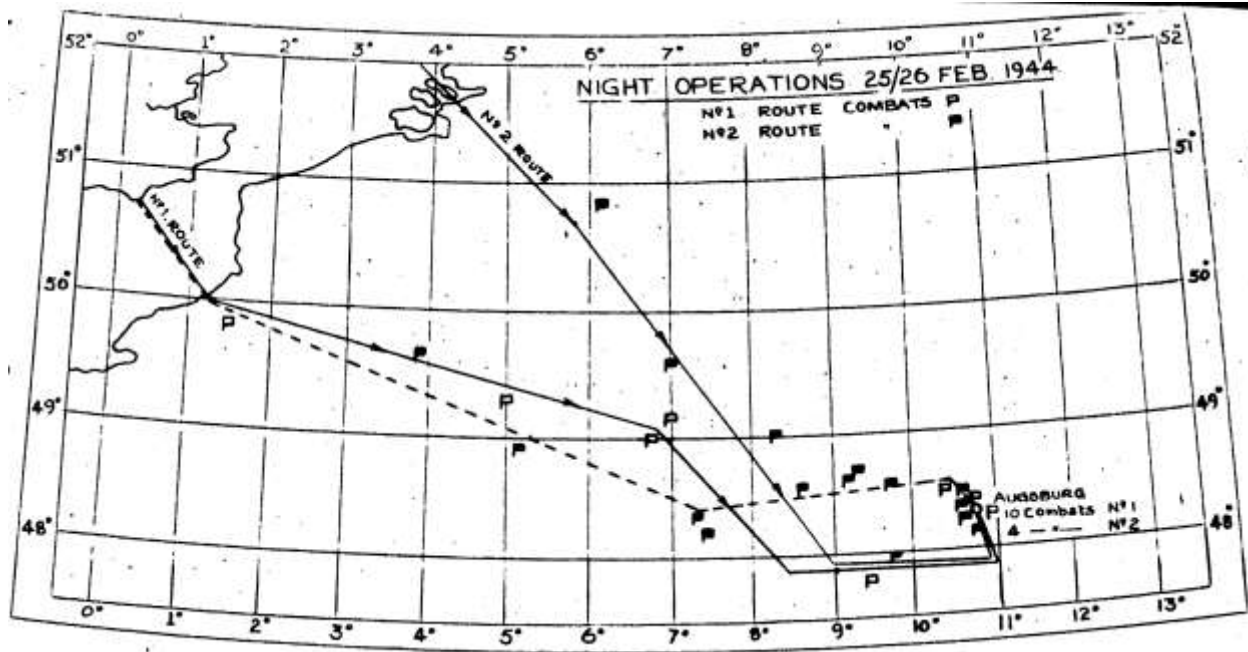 52° 0° 1° 2° 3° 4° 5° 6° 7° 8° 9° 10° 11° 12° 52°
NIGHT OPERATIONS 25/26 FEB. 1944
Nº1 ROUTE COMBATS P
Nº2 ROUTE "
Nº 2 ROUTE
51° 51°
Nº1. ROUTE
50° 50°
49° 49°
AUGSBURG
10 Combats Nº1
4 —"— Nº2
48° 48°
0° 1° 2° 3° 4° 5° 6° 7° 8° 9° 10° 11° 12° 13°